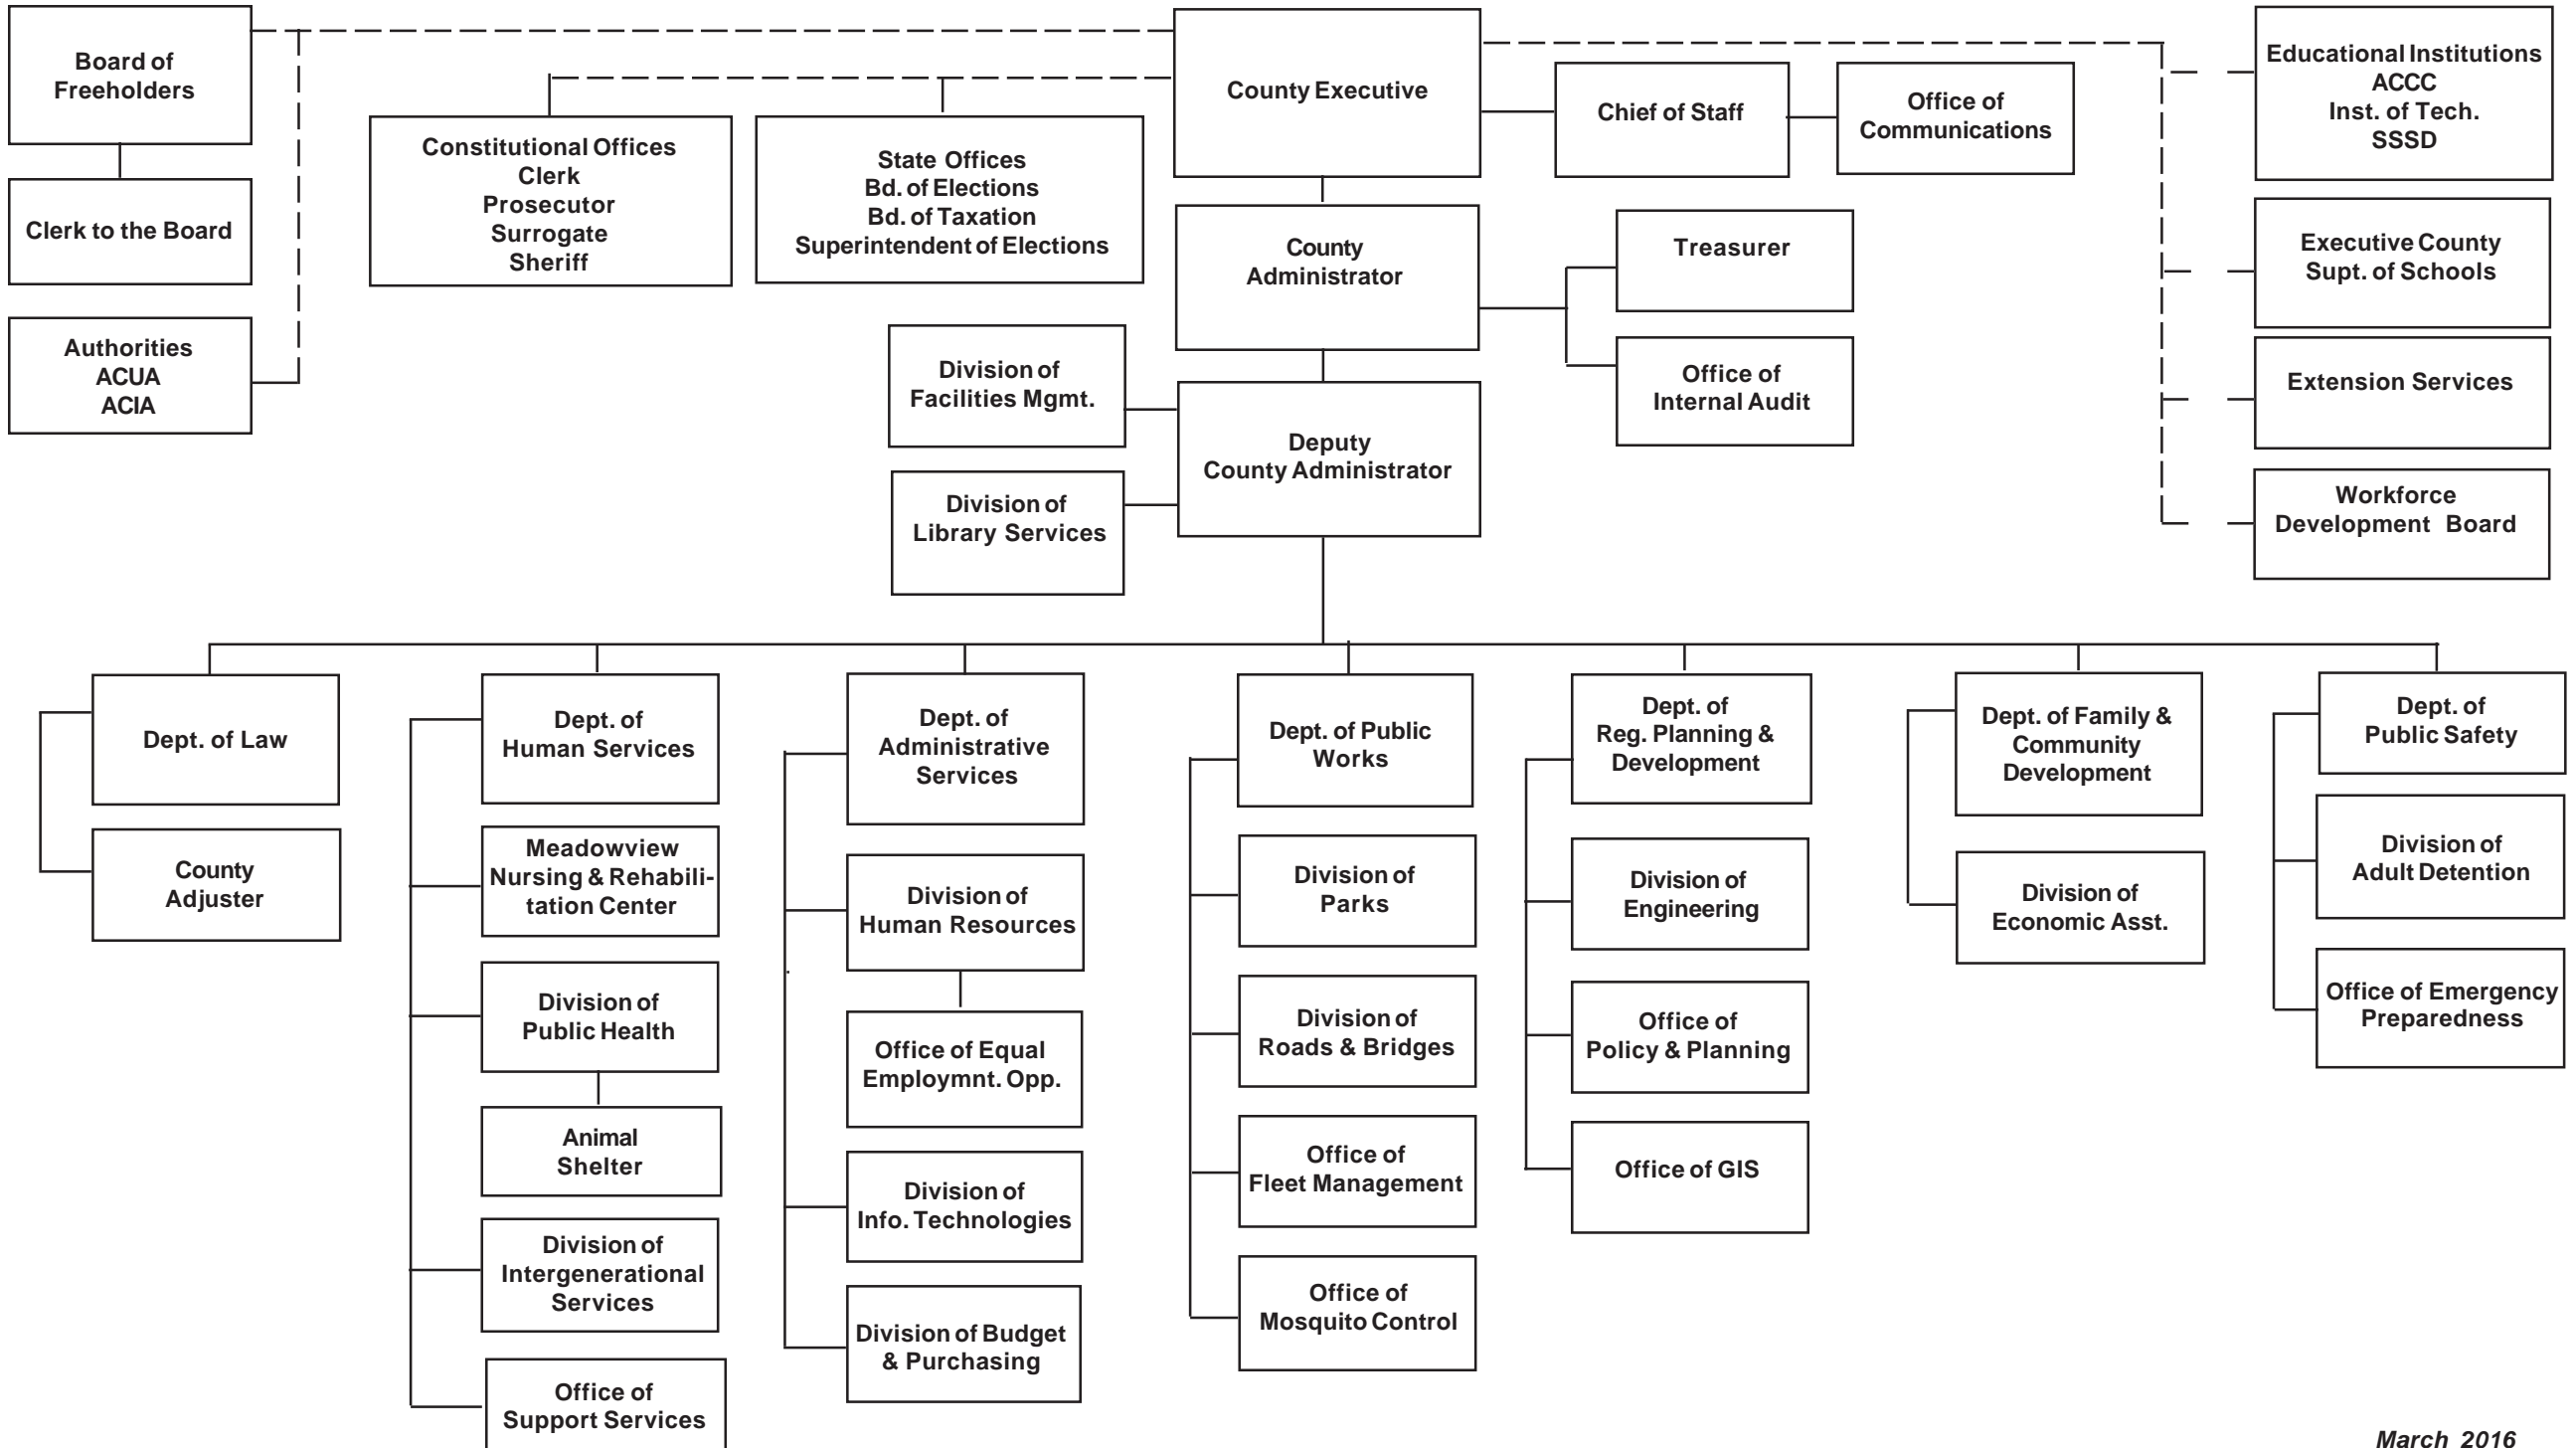 Board of
Freeholders
Clerk to the Board
Authorities
ACUA
ACIA
Constitutional Offices
Clerk
Prosecutor
Surrogate
Sheriff
State Offices
Bd. of Elections
Bd. of Taxation
Superintendent of Elections
County Executive
Chief of Staff
Office of
Communications
County
Administrator
Treasurer
Office of
Internal Audit
Division of
Facilities Mgmt.
Division of
Library Services
Deputy
County Administrator
Educational Institutions
ACCC
Inst. of Tech.
SSSD
Executive County
Supt. of Schools
Extension Services
Workforce
Development Board
Dept. of Law
County
Adjuster
Dept. of
Human Services
Meadowview
Nursing & Rehabili-
tation Center
Division of
Public Health
Animal
Shelter
Division of
Intergenerational
Services
Office of
Support Services
Dept. of
Administrative
Services
Division of
Human Resources
Office of Equal
Employmnt. Opp.
Division of
Info. Technologies
Division of Budget
& Purchasing
Dept. of Public
Works
Division of
Parks
Division of
Roads & Bridges
Office of
Fleet Management
Office of
Mosquito Control
Dept. of
Reg. Planning &
Development
Division of
Engineering
Office of
Policy & Planning
Office of GIS
Dept. of Family &
Community
Development
Division of
Economic Asst.
Dept. of
Public Safety
Division of
Adult Detention
Office of Emergency
Preparedness
March 2016